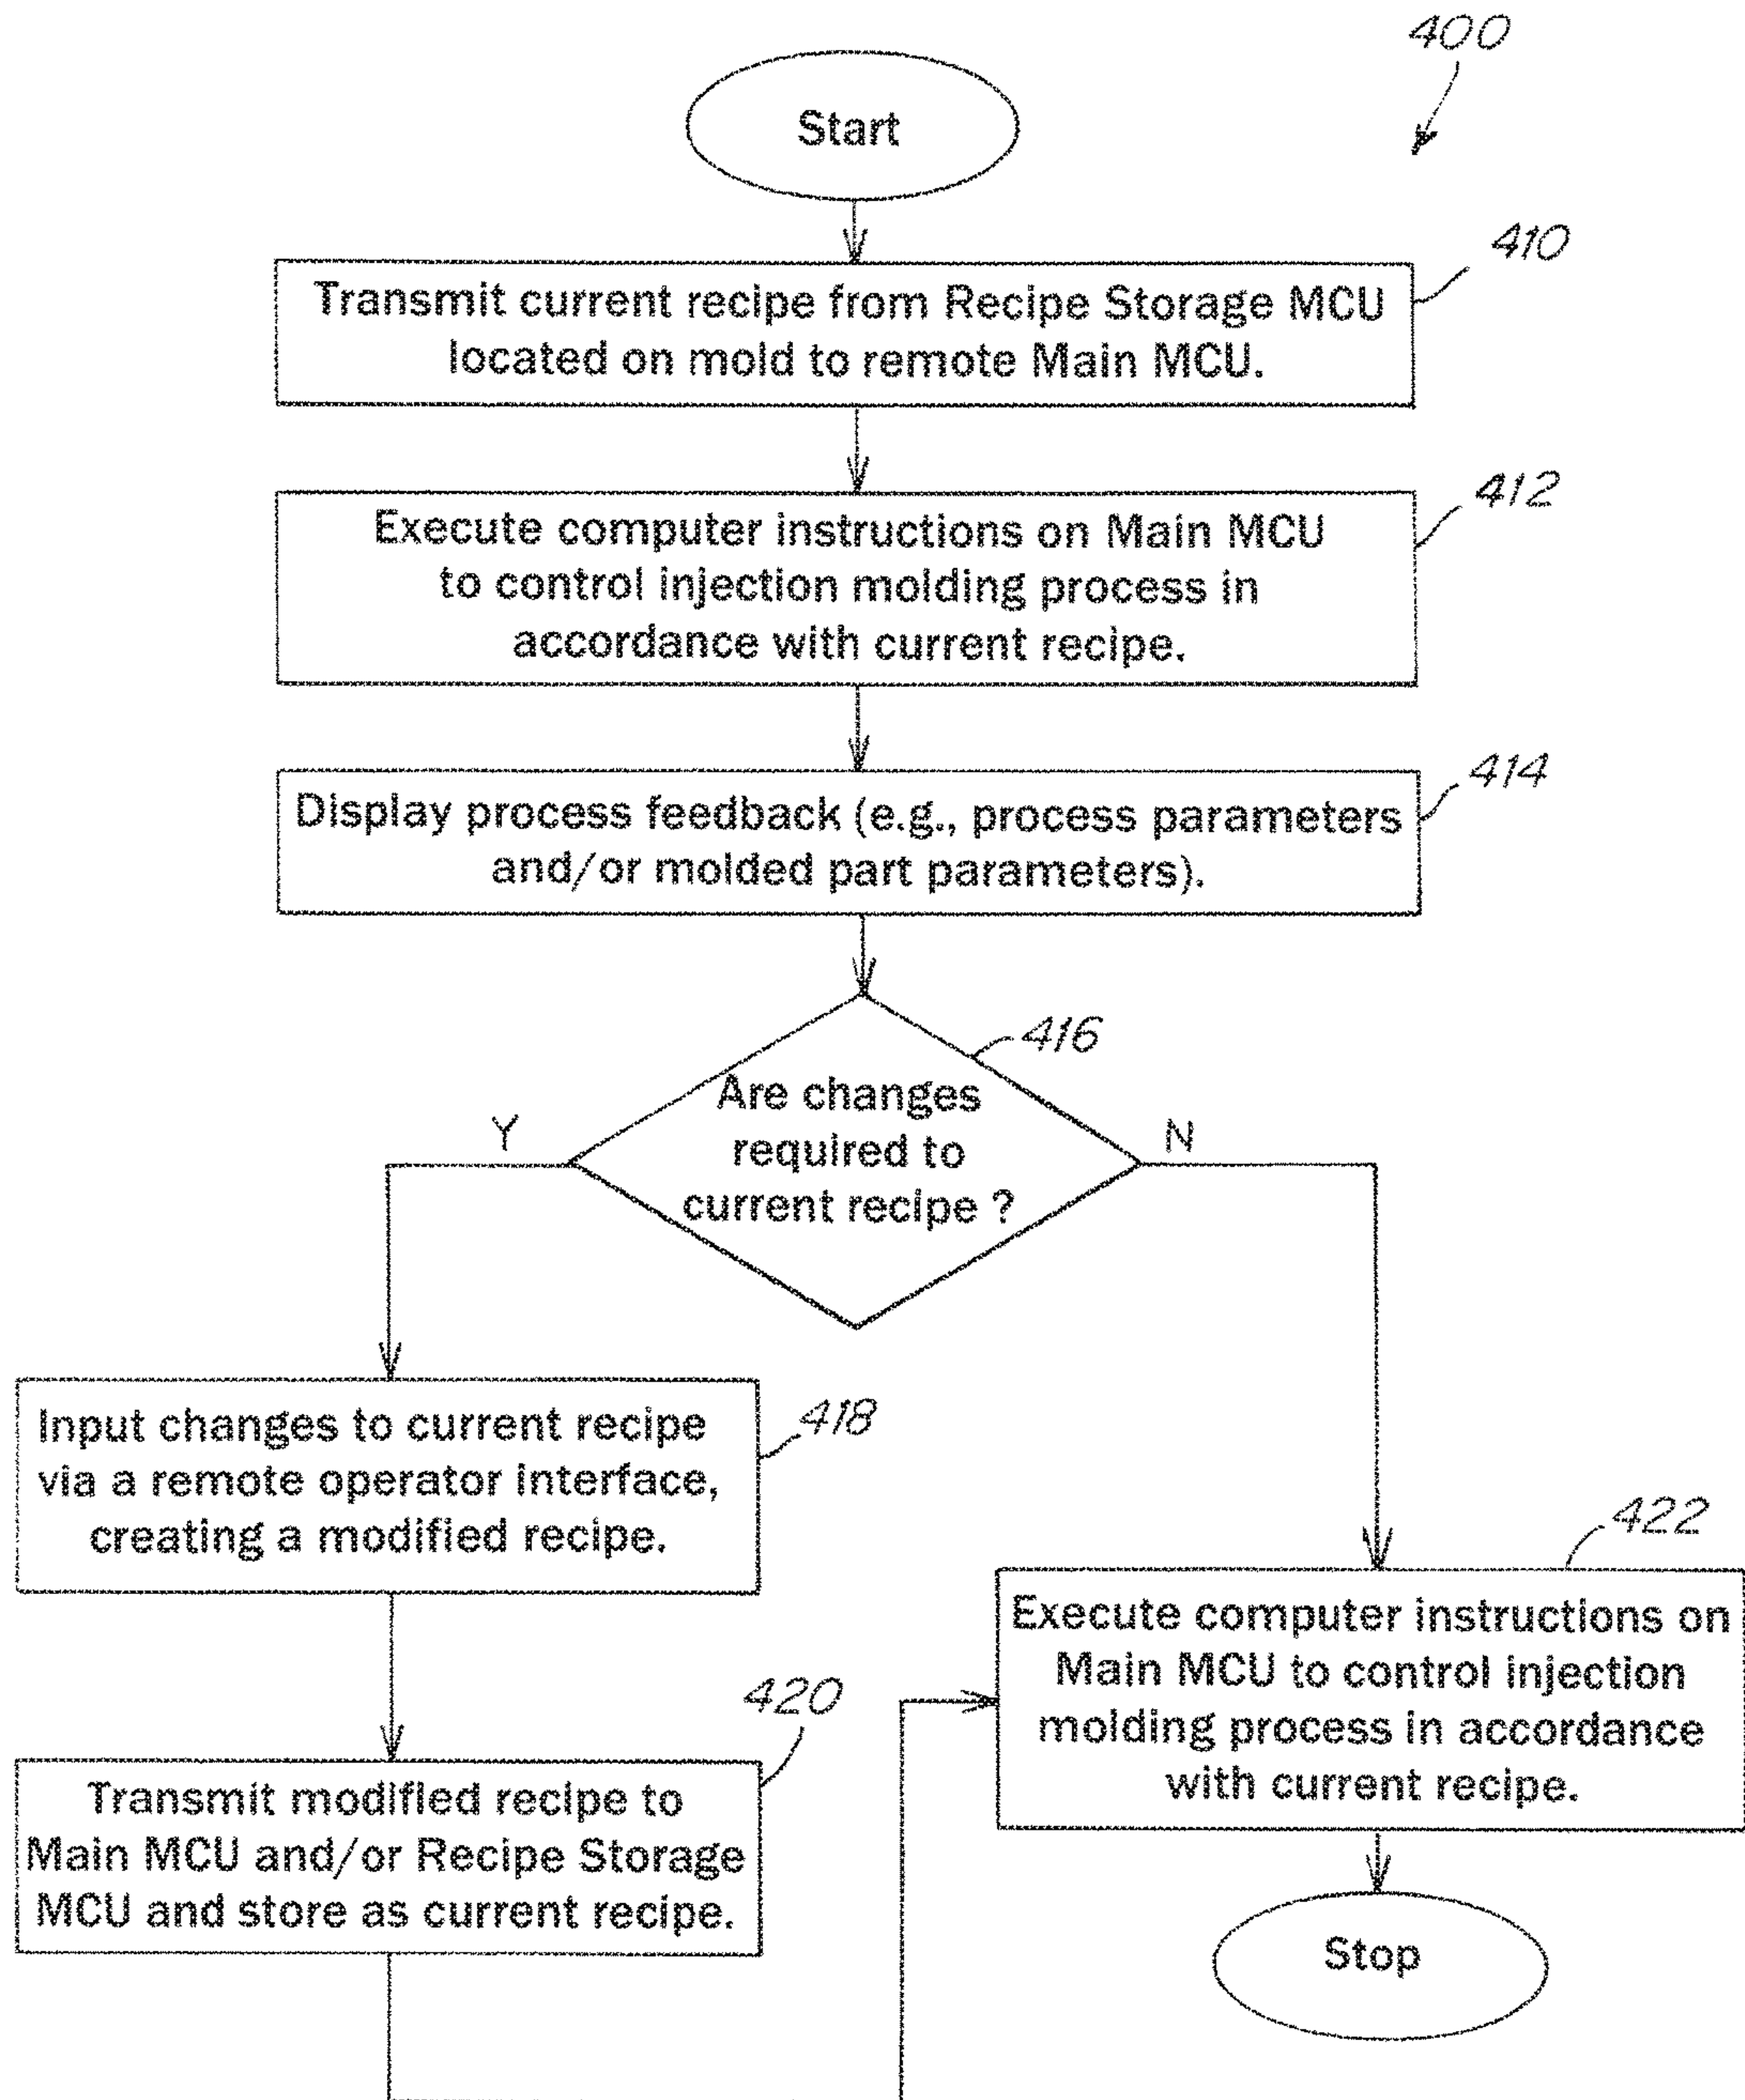 400
Start
410
Transmit current recipe from Recipe Storage MCU
located on mold to remote Main MCU.
412
Execute computer instructions on Main MCU
to control injection molding process in
accordance with current recipe.
414
Display process feedback (e.g., process parameters
and/or molded part parameters).
416
Are changes
required to
current recipe ?
Y
N
418
Input changes to current recipe
via a remote operator interface,
creating a modified recipe.
420
Transmit modified recipe to
Main MCU and/or Recipe Storage
MCU and store as current recipe.
422
Execute computer instructions on
Main MCU to control injection
molding process in accordance
with current recipe.
Stop